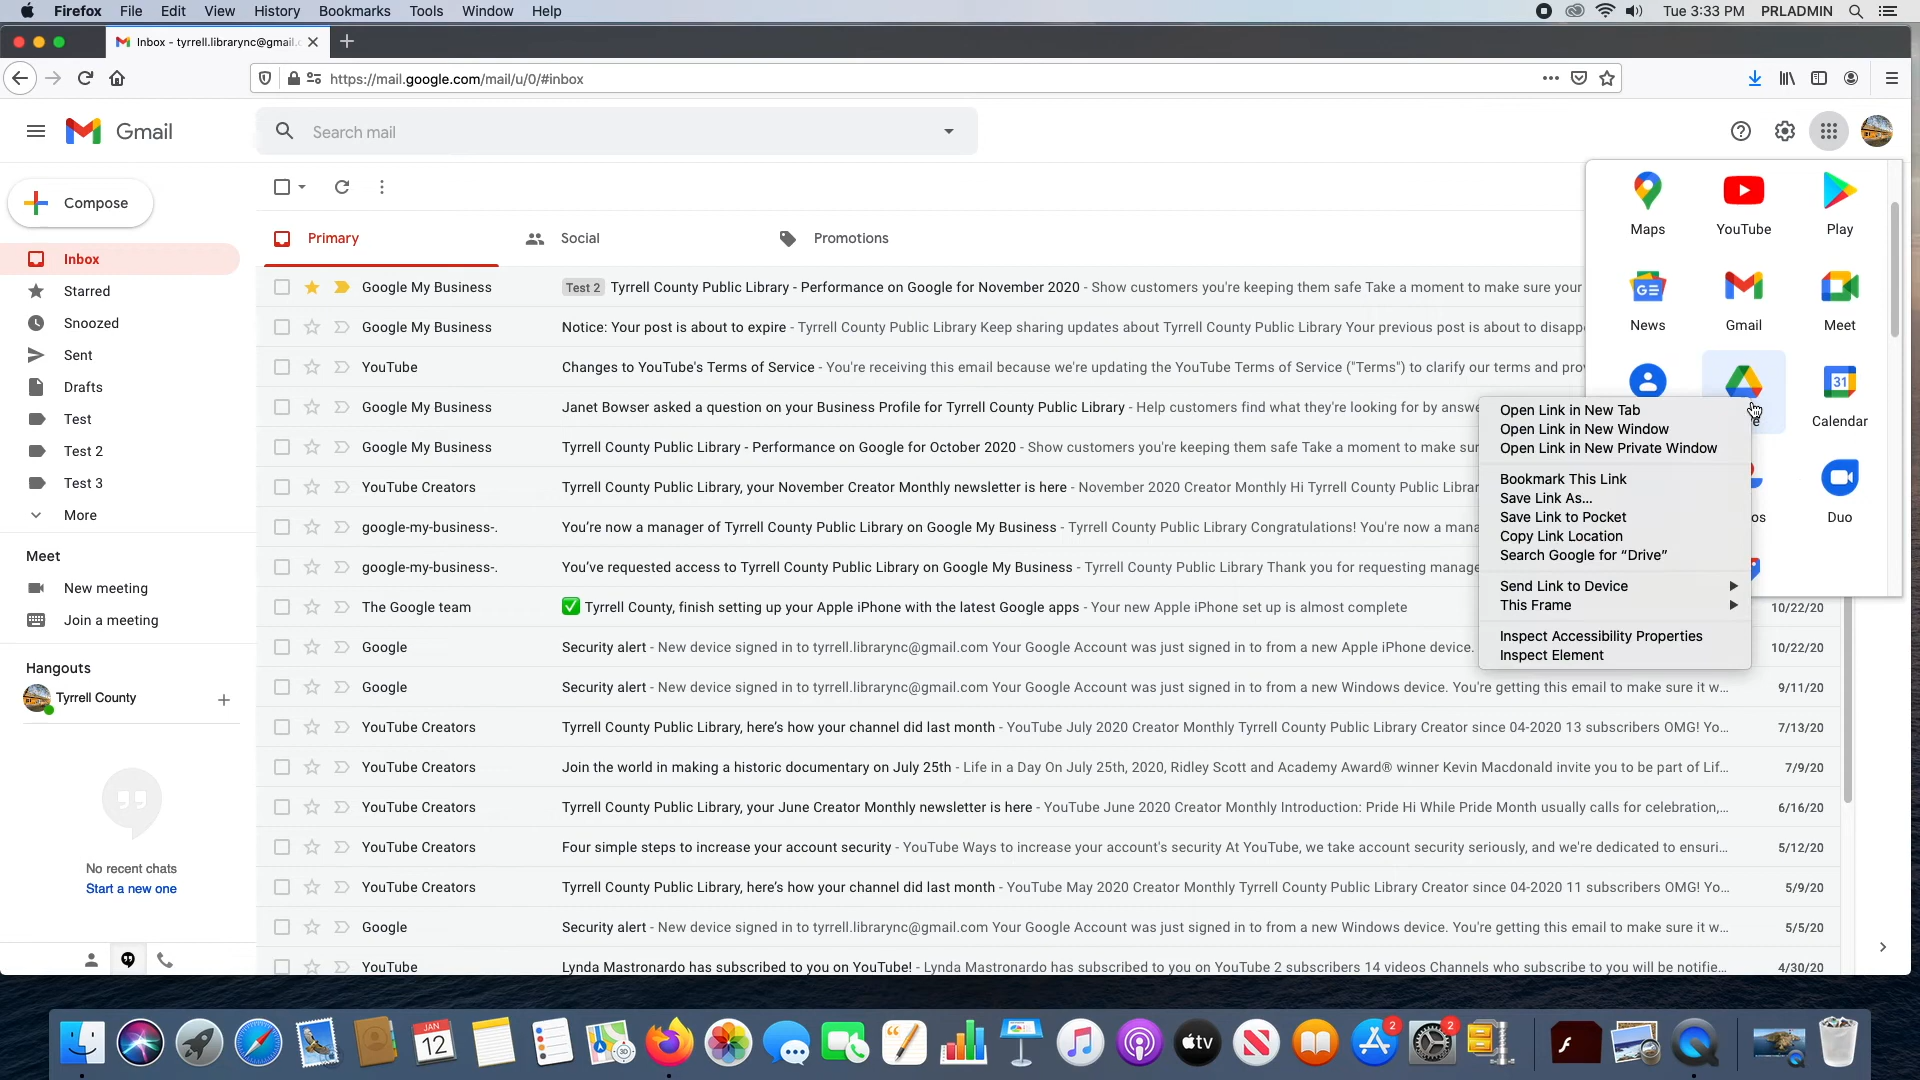 Firefox File Edit View History Bookmarks Tools Window Help Tue 3:33 PM PRLADMIN
Inbox - tyrrell.librarync@gmail.
https://mail.google.com/mail/u/0/#inbox
Gmail
Search mail
Compose
Inbox
Starred
Snoozed
Sent
Drafts
Test
Test 2
Test 3
More
Meet
New meeting
Join a meeting
Hangouts
Tyrrell County
No recent chats
Start a new one
Primary Social Promotions
Google My Business Test 2 Tyrrell County Public Library - Performance on Google for November 2020 - Show customers you're keeping them safe Take a moment to make sure your
Google My Business Notice: Your post is about to expire - Tyrrell County Public Library Keep sharing updates about Tyrrell County Public Library Your previous post is about to disapp
YouTube Changes to YouTube's Terms of Service - You're receiving this email because we're updating the YouTube Terms of Service ("Terms") to clarify our terms and pro
Google My Business Janet Bowser asked a question on your Business Profile for Tyrrell County Public Library - Help customers find what they're looking for by answe
Google My Business Tyrrell County Public Library - Performance on Google for October 2020 - Show customers you're keeping them safe Take a moment to make sur
YouTube Creators Tyrrell County Public Library, your November Creator Monthly newsletter is here - November 2020 Creator Monthly Hi Tyrrell County Public Librar
google-my-business-. You're now a manager of Tyrrell County Public Library on Google My Business - Tyrrell County Public Library Congratulations! You're now a mana
google-my-business-. You've requested access to Tyrrell County Public Library on Google My Business - Tyrrell County Public Library Thank you for requesting manage
The Google team ✅ Tyrrell County, finish setting up your Apple iPhone with the latest Google apps - Your new Apple iPhone set up is almost complete 10/22/20
Google Security alert - New device signed in to tyrrell.librarync@gmail.com Your Google Account was just signed in to from a new Apple iPhone device. 10/22/20
Google Security alert - New device signed in to tyrrell.librarync@gmail.com Your Google Account was just signed in to from a new Windows device. You're getting this email to make sure it w... 9/11/20
YouTube Creators Tyrrell County Public Library, here's how your channel did last month - YouTube July 2020 Creator Monthly Tyrrell County Public Library Creator since 04-2020 13 subscribers OMG! Yo... 7/13/20
YouTube Creators Join the world in making a historic documentary on July 25th - Life in a Day On July 25th, 2020, Ridley Scott and Academy Award® winner Kevin Macdonald invite you to be part of Lif... 7/9/20
YouTube Creators Tyrrell County Public Library, your June Creator Monthly newsletter is here - YouTube June 2020 Creator Monthly Introduction: Pride Hi While Pride Month usually calls for celebration,... 6/16/20
YouTube Creators Four simple steps to increase your account security - YouTube Ways to increase your account's security At YouTube, we take account security seriously, and we're dedicated to ensuri... 5/12/20
YouTube Creators Tyrrell County Public Library, here's how your channel did last month - YouTube May 2020 Creator Monthly Tyrrell County Public Library Creator since 04-2020 11 subscribers OMG! Yo... 5/9/20
Google Security alert - New device signed in to tyrrell.librarync@gmail.com Your Google Account was just signed in to from a new Windows device. You're getting this email to make sure it w... 5/5/20
YouTube Lynda Mastronardo has subscribed to you on YouTube! - Lynda Mastronardo has subscribed to you on YouTube 2 subscribers 14 videos Channels who subscribe to you will be notifie... 4/30/20
Maps YouTube Play
GE
News Gmail Meet
31
Calendar
Duo
Open Link in New Tab
Open Link in New Window
Open Link in New Private Window
Bookmark This Link
Save Link As...
Save Link to Pocket
Copy Link Location
Search Google for “Drive”
Send Link to Device
This Frame
Inspect Accessibility Properties
Inspect Element
JAN
12
3D
tv
2
2